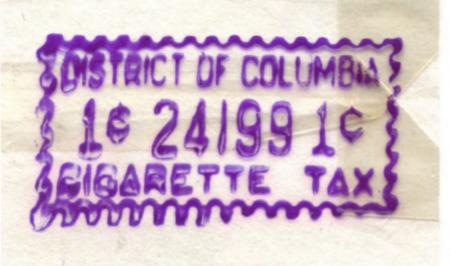 DISTRICT OF COLUMBIA
1¢ 24199 1¢
CIGARETTE TAX